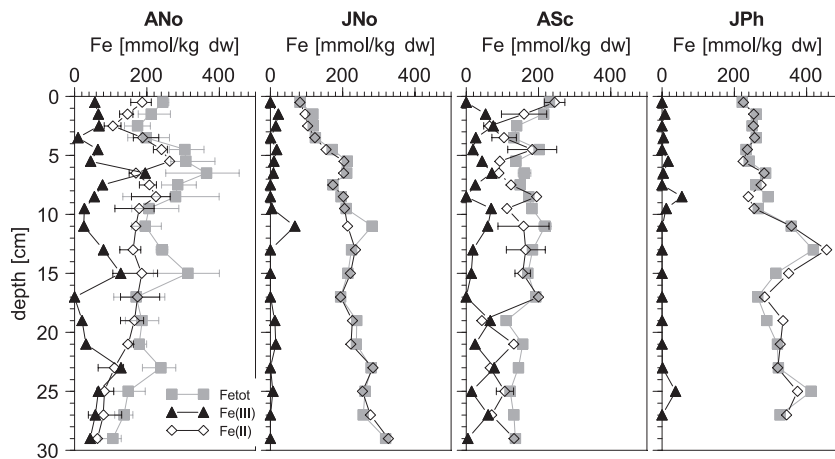 ANo JNo ASc JPh
Fe [mmol/kg dw] Fe [mmol/kg dw] Fe [mmol/kg dw] Fe [mmol/kg dw]
0 200 400 0 200 400 0 200 400 0 200 400
depth [cm]
0
5
10
15
20
25
30
Fetot
Fe(III)
Fe(II)